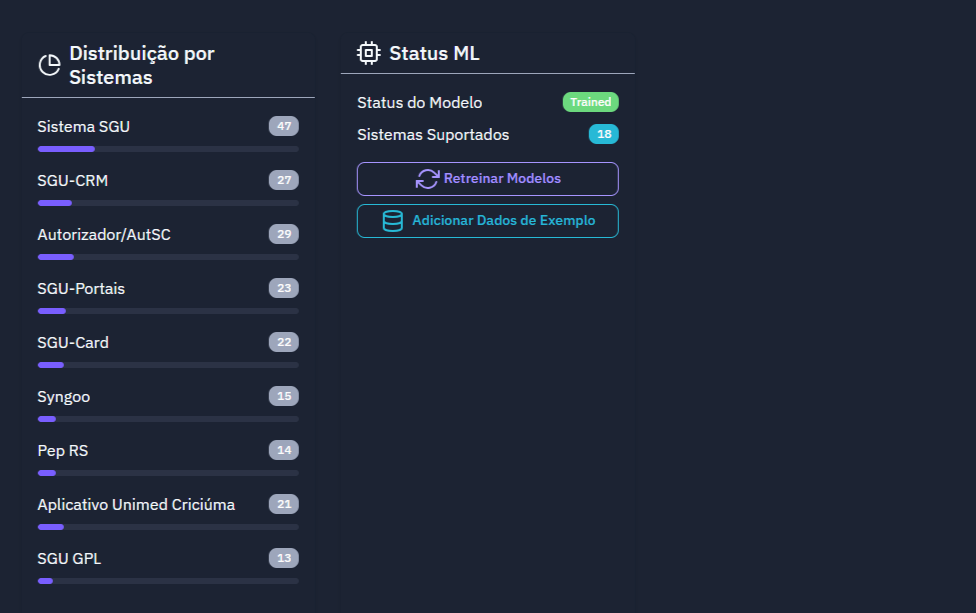 Distribuição por
Sistemas
Sistema SGU 47
SGU-CRM 27
Autorizador/AutSC 29
SGU-Portais 23
SGU-Card 22
Syngoo 15
Pep RS 14
Aplicativo Unimed Criciúma 21
SGU GPL 13
Status ML
Status do Modelo Trained
Sistemas Suportados 18
Retreinar Modelos
Adicionar Dados de Exemplo